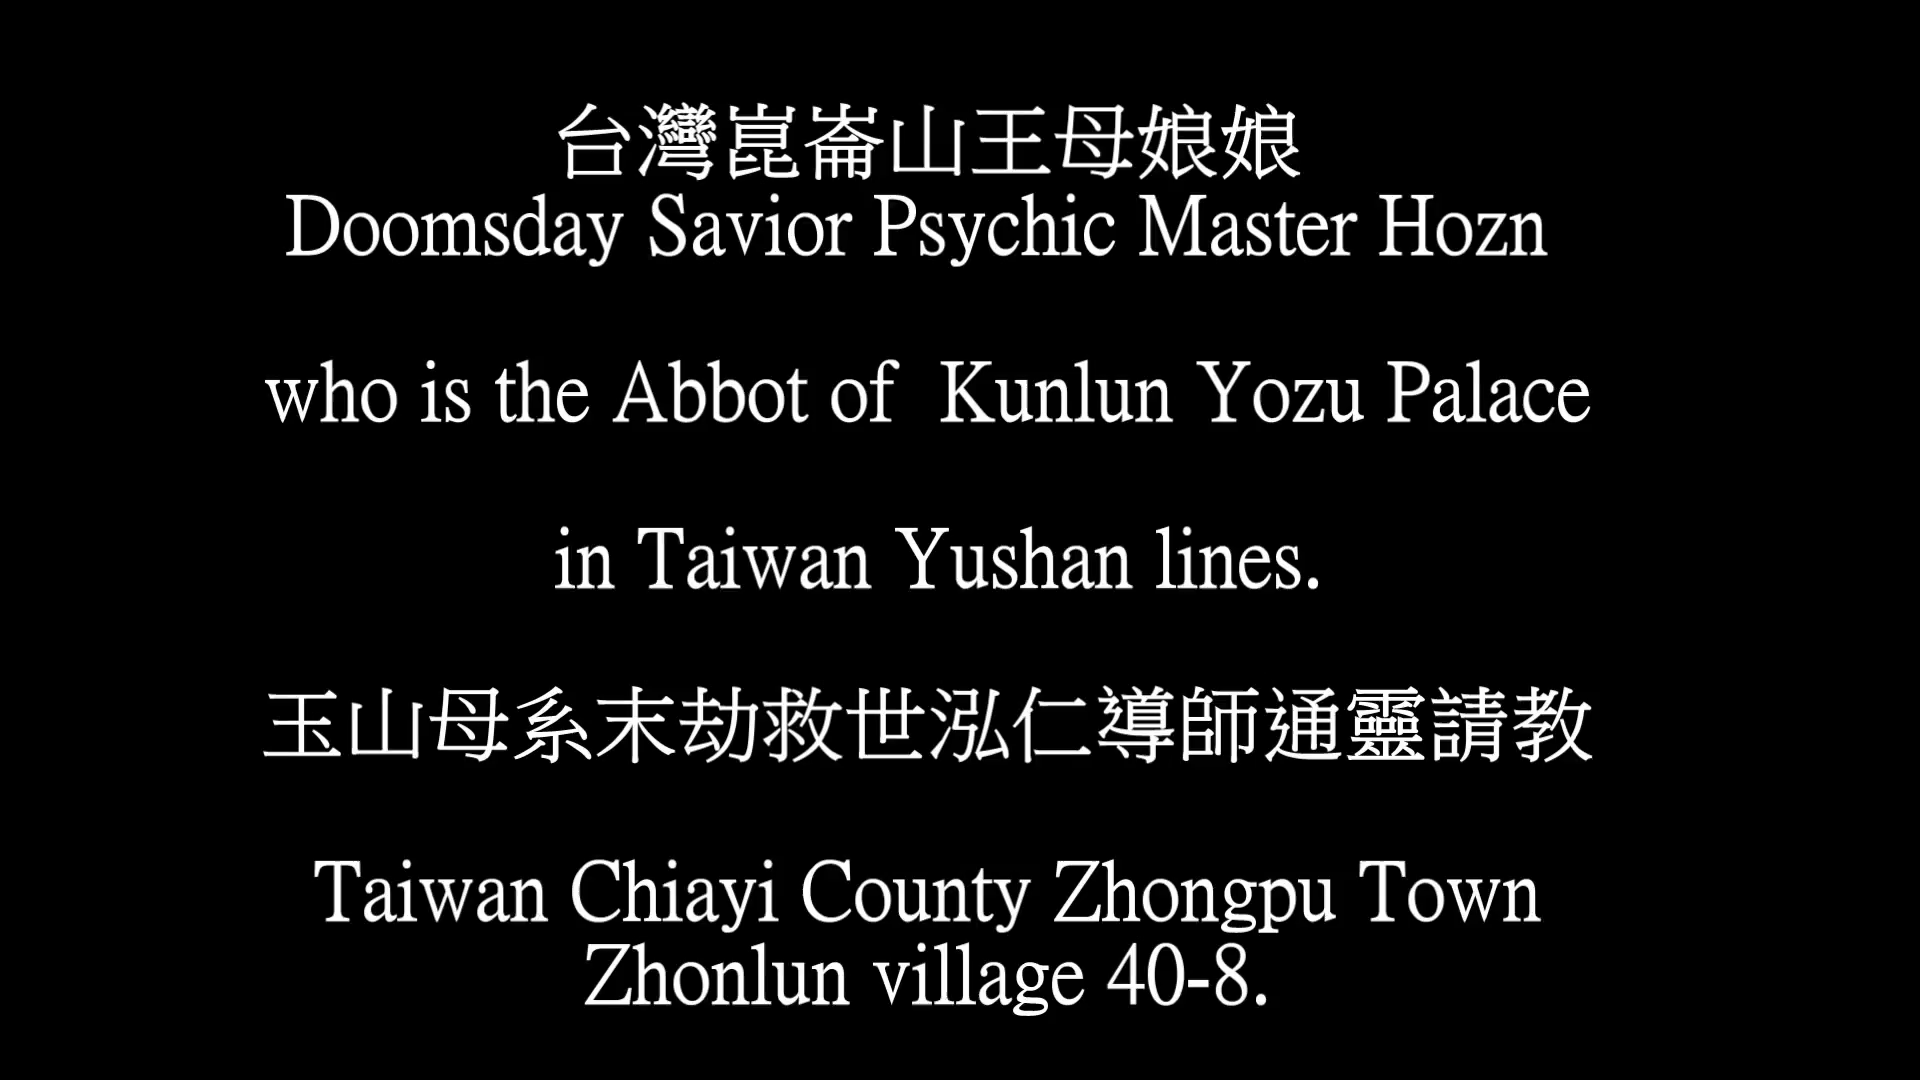 台灣崑崙山王母娘娘
Doomsday Savior Psychic Master Hozn
who is the Abbot of  Kunlun Yozu Palace
in Taiwan Yushan lines.
玉山母系末劫救世泓仁導師通靈請教
Taiwan Chiayi County Zhongpu Town
Zhonlun village 40-8.